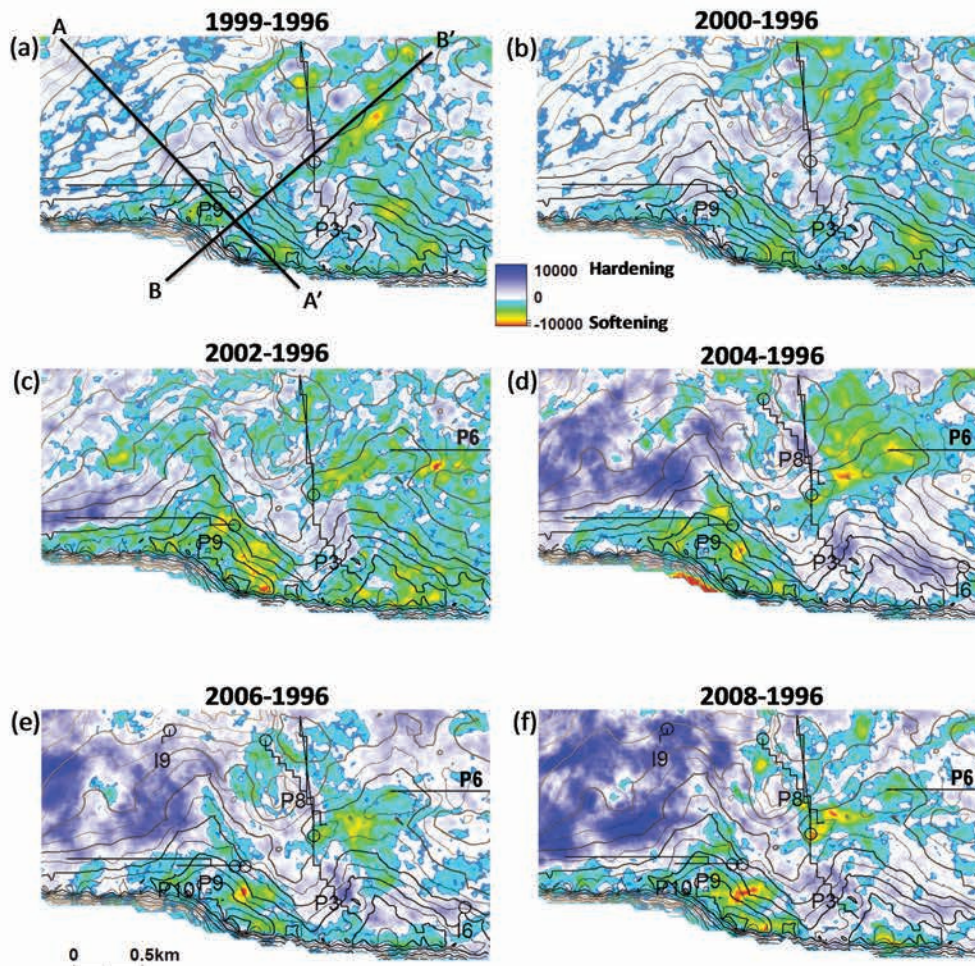 1999-1996
2000-1996
(a)
A
B'
(b)
P9
P3
P9
P3
B
A'
10000 Hardening
0
-10000 Softening
2002-1996
2004-1996
(c)
(d)
P6
P6
P8
P9
P3
P9
P3
I6
2006-1996
2008-1996
(e)
(f)
I9
I9
P6
P6
P8
P8
P10
P9
P10
P9
P3
P3
I6
0 0.5km